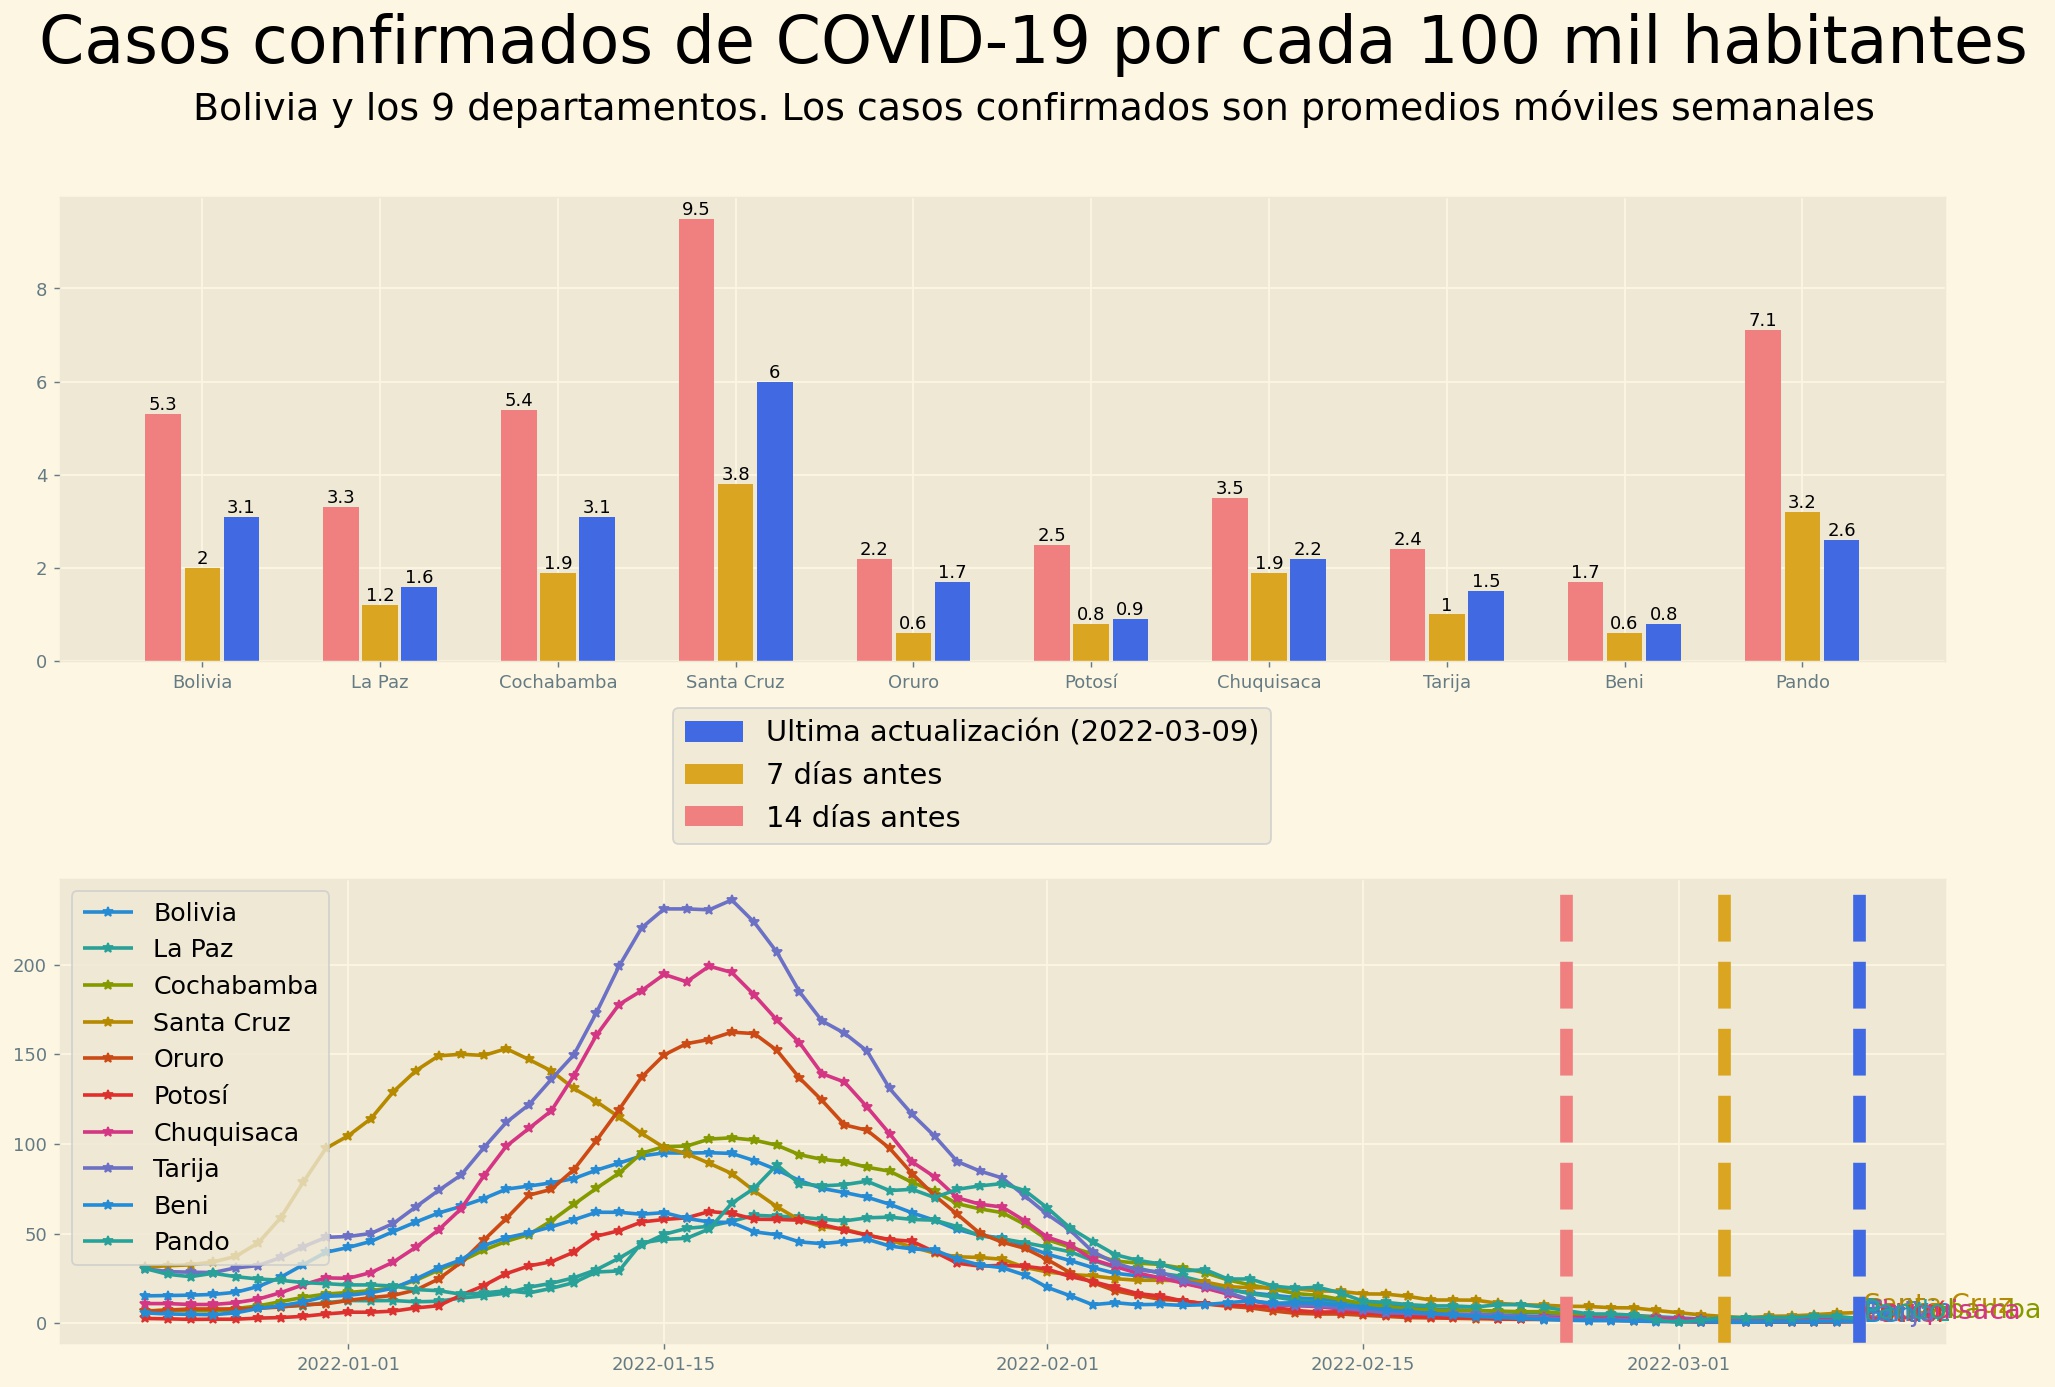 Casos confirmados de COVID-19 por cada 100 mil habitantes
Bolivia y los 9 departamentos. Los casos confirmados son promedios móviles semanales
9.5
8
7.1
6
6
5.3
5.4
4
3.8
3.3
3.5
3.1
3.1
3.2
2
2
1.2
1.6
1.9
2.2
0.6
1.7
2.5
0.8
0.9
1.9
2.2
2.4
1
1.5
1.7
0.6
0.8
2.6
0
Bolivia La Paz Cochabamba Santa Cruz Oruro Potosí Chuquisaca Tarija Beni Pando
Ultima actualización (2022-03-09)
7 días antes
14 días antes
Bolivia
La Paz
Cochabamba
Santa Cruz
Oruro
Potosí
Chuquisaca
Tarija
Beni
Pando
200
150
100
50
0
Santa Cruz
2022-01-01 2022-01-15 2022-02-01 2022-02-15 2022-03-01